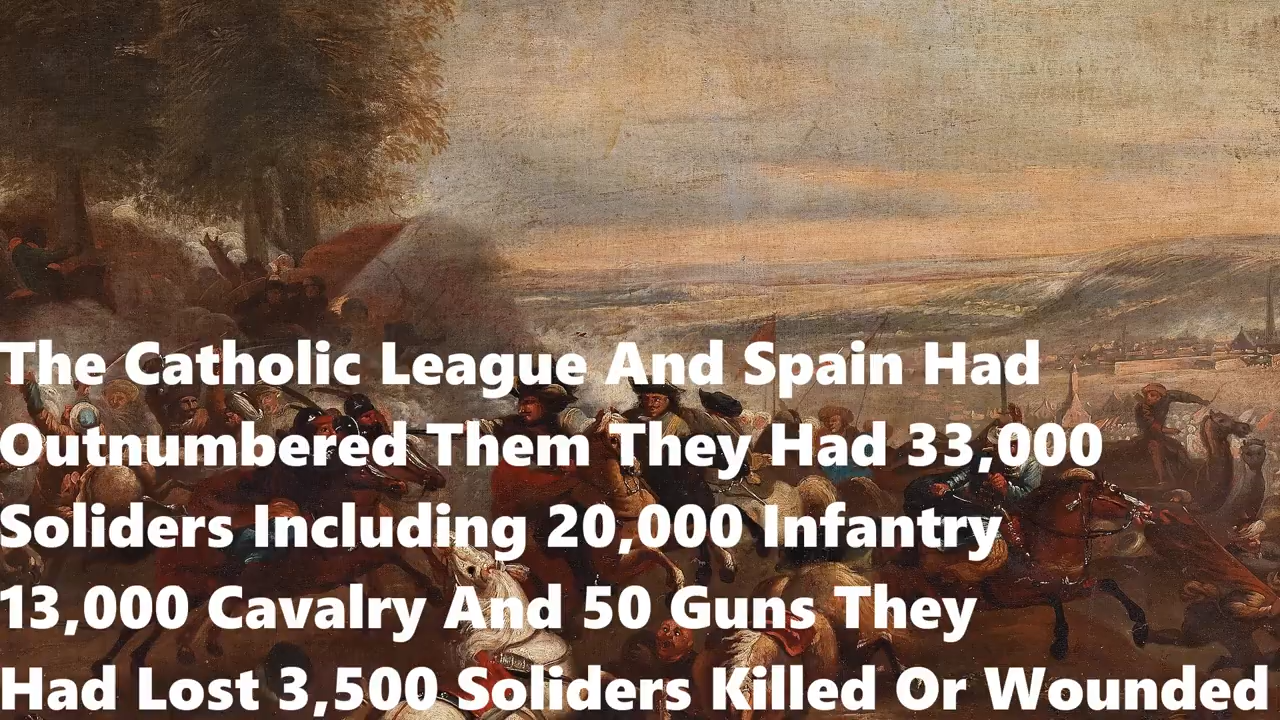 The Catholic League And Spain Had
Outnumbered Them They Had 33,000
Soliders Including 20,000 Infantry
13,000 Cavalry And 50 Guns They
Had Lost 3,500 Soliders Killed Or Wounded